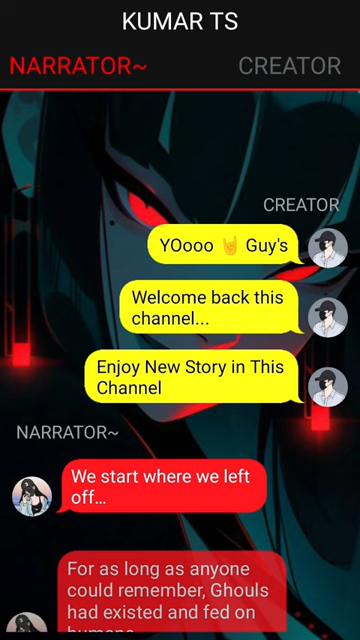 KUMAR TS
NARRATOR~
CREATOR
CREATOR
YOooo 🤘 Guy's
Welcome back this
channel...
Enjoy New Story in This
Channel
NARRATOR~
We start where we left
off...
For as long as anyone
could remember, Ghouls
had existed and fed on
humans